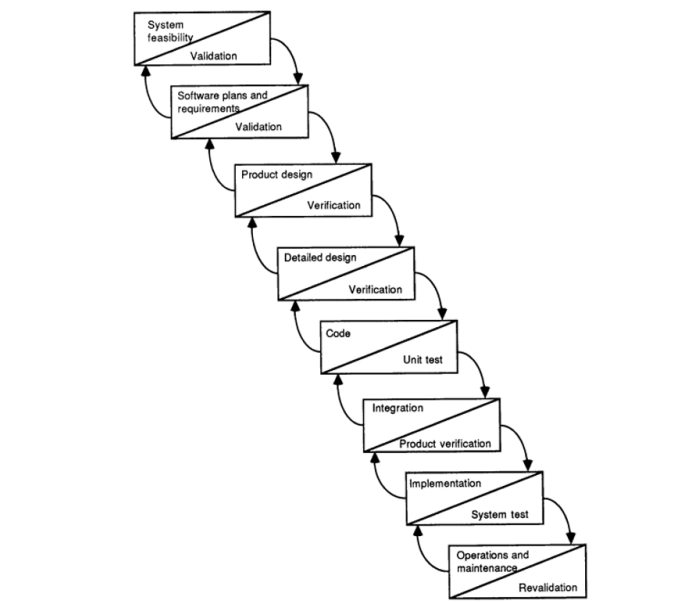 System
feasibility
Validation
Software plans and
requirements
Validation
Product design
Verification
Detailed design
Verification
Code
Unit test
Integration
Product verification
Implementation
System test
Operations and
maintenance
Revalidation